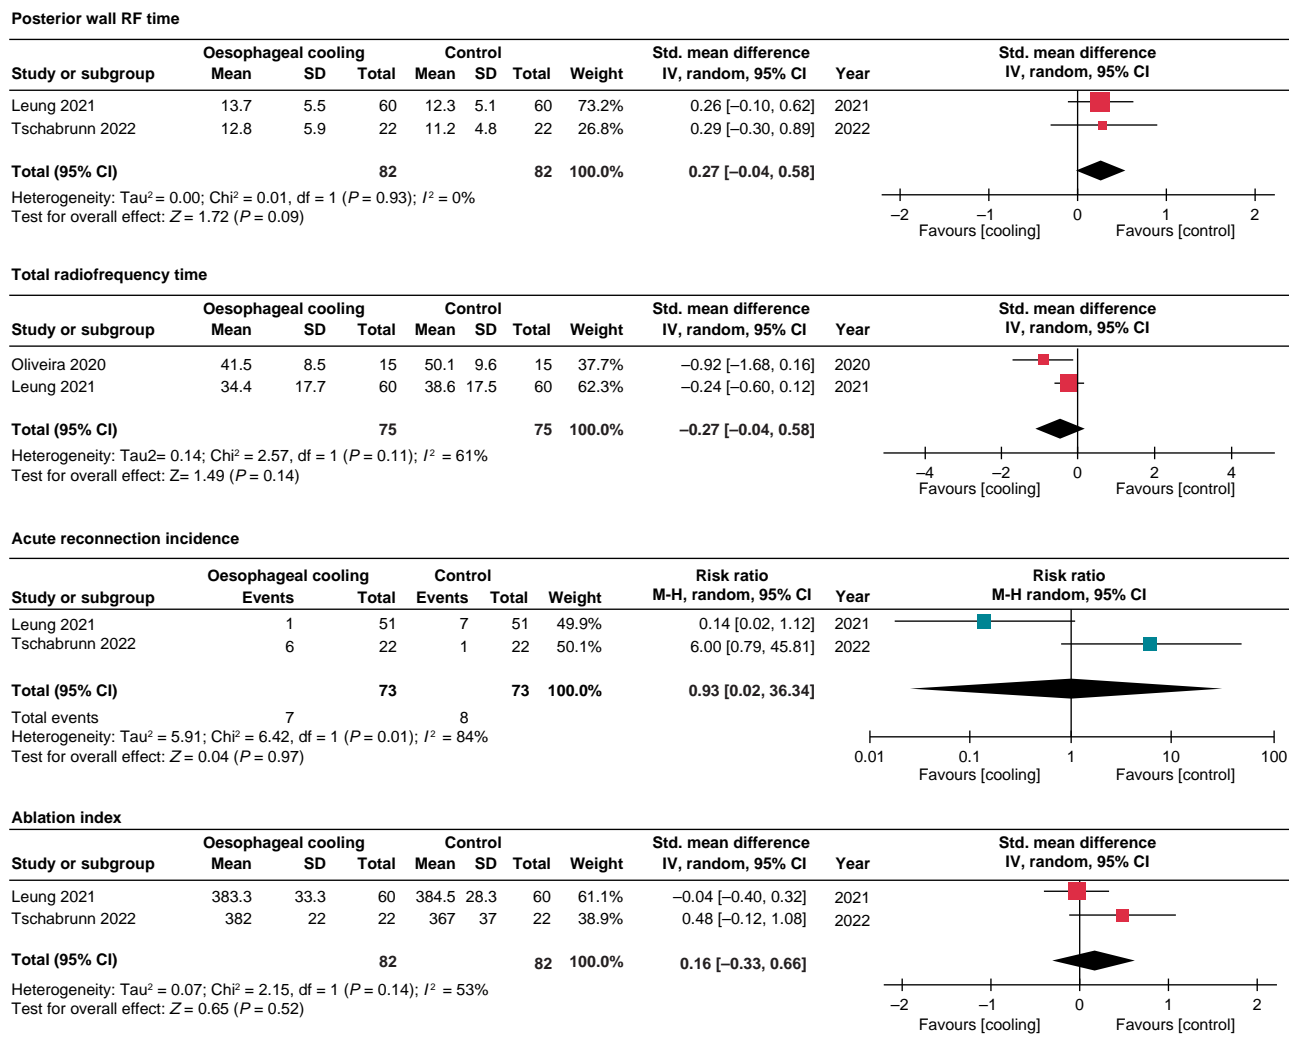 Posterior wall RF time
Oesophageal cooling Control Std. mean difference Std. mean difference
Study or subgroup Mean SD Total Mean SD Total Weight IV, random, 95% CI Year IV, random, 95% CI
Leung 2021 13.7 5.5 60 12.3 5.1 60 73.2% 0.26 [–0.10, 0.62] 2021
Tschabrunn 2022 12.8 5.9 22 11.2 4.8 22 26.8% 0.29 [–0.30, 0.89] 2022
Total (95% CI) 82 82 100.0% 0.27 [–0.04, 0.58]
Heterogeneity: Tau² = 0.00; Chi² = 0.01, df = 1 (P = 0.93); I² = 0%
Test for overall effect: Z = 1.72 (P = 0.09)
–2 –1 0 1 2
Favours [cooling] Favours [control]
Total radiofrequency time
Oesophageal cooling Control Std. mean difference Std. mean difference
Study or subgroup Mean SD Total Mean SD Total Weight IV, random, 95% CI Year IV, random, 95% CI
Oliveira 2020 41.5 8.5 15 50.1 9.6 15 37.7% –0.92 [–1.68, 0.16] 2020
Leung 2021 34.4 17.7 60 38.6 17.5 60 62.3% –0.24 [–0.60, 0.12] 2021
Total (95% CI) 75 75 100.0% –0.27 [–0.04, 0.58]
Heterogeneity: Tau2= 0.14; Chi² = 2.57, df = 1 (P = 0.11); I² = 61%
Test for overall effect: Z= 1.49 (P = 0.14)
–4 –2 0 2 4
Favours [cooling] Favours [control]
Acute reconnection incidence
Oesophageal cooling Control Risk ratio Risk ratio
Study or subgroup Events Total Events Total Weight M-H, random, 95% CI Year M-H random, 95% CI
Leung 2021 1 51 7 51 49.9% 0.14 [0.02, 1.12] 2021
Tschabrunn 2022 6 22 1 22 50.1% 6.00 [0.79, 45.81] 2022
Total (95% CI) 73 73 100.0% 0.93 [0.02, 36.34]
Total events 7 8
Heterogeneity: Tau² = 5.91; Chi² = 6.42, df = 1 (P = 0.01); I² = 84%
Test for overall effect: Z = 0.04 (P = 0.97)
0.01 0.1 1 10 100
Favours [cooling] Favours [control]
Ablation index
Oesophageal cooling Control Std. mean difference Std. mean difference
Study or subgroup Mean SD Total Mean SD Total Weight IV, random, 95% CI Year IV, random, 95% CI
Leung 2021 383.3 33.3 60 384.5 28.3 60 61.1% –0.04 [–0.40, 0.32] 2021
Tschabrunn 2022 382 22 22 367 37 22 38.9% 0.48 [–0.12, 1.08] 2022
Total (95% CI) 82 82 100.0% 0.16 [–0.33, 0.66]
Heterogeneity: Tau² = 0.07; Chi² = 2.15, df = 1 (P = 0.14); I² = 53%
Test for overall effect: Z = 0.65 (P = 0.52)
–2 –1 0 1 2
Favours [cooling] Favours [control]